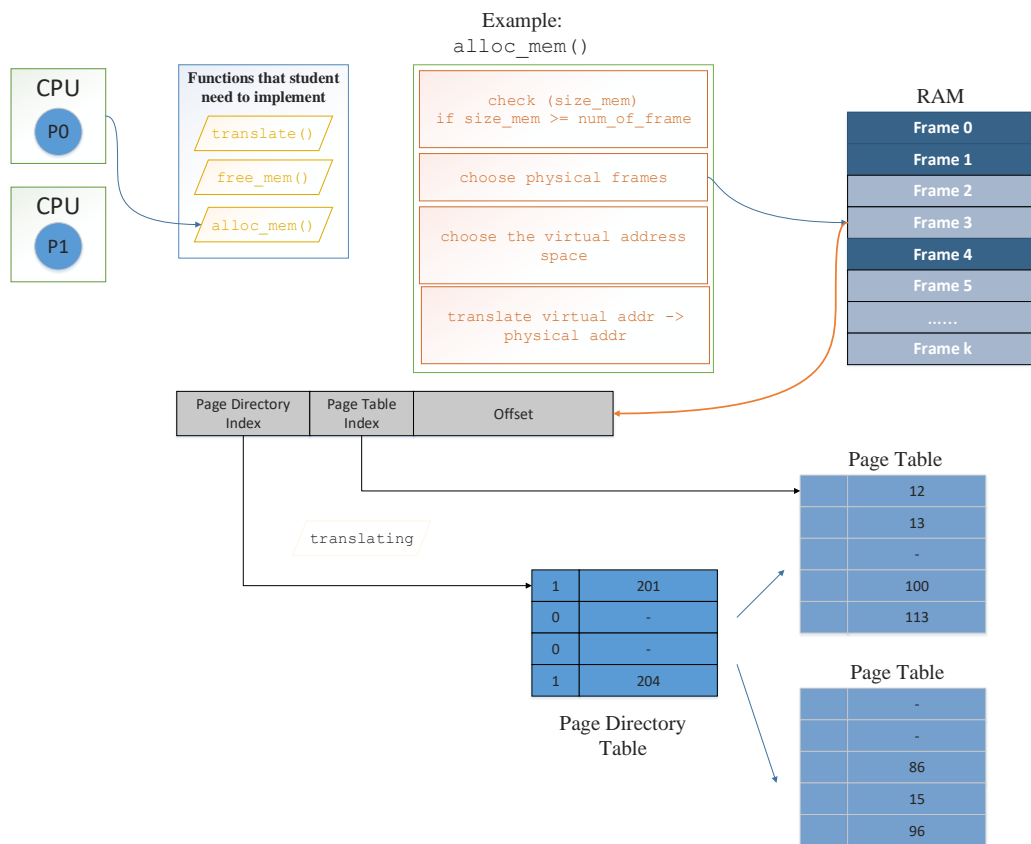 Example:
alloc_mem()
CPU
P0
CPU
P1
Functions that student
need to implement
translate()
free_mem()
alloc_mem()
check (size_mem)
if size_mem >= num_of_frame
choose physical frames
choose the virtual address
space
translate virtual addr ->
physical addr
RAM
Frame 0
Frame 1
Frame 2
Frame 3
Frame 4
Frame 5
......
Frame k
Page Directory
Index
Page Table
Index
Offset
translating
1 201
0 -
0 -
1 204
Page Directory
Table
Page Table
12
13
-
100
113
Page Table
-
-
86
15
96